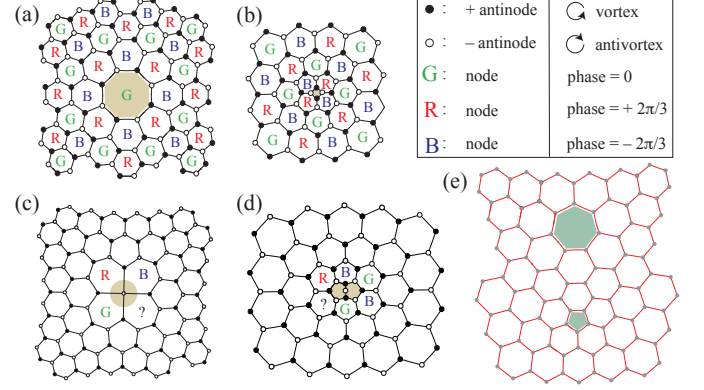 (a)
B
R R
G G
B G G B
R R
R B R
G G
R B G B R
G G
R B R
B G G B
R R
G R G
(b)
B R
G G
R G B
B R
B R
G G
R R B G
B G R
G B
R B
● : + antinode
○ : – antinode
G : node
R : node
B : node
vortex
antivortex
phase = 0
phase = + 2π/3
phase = – 2π/3
(c)
R B
G ?
(d)
R B G
? G B
(e)